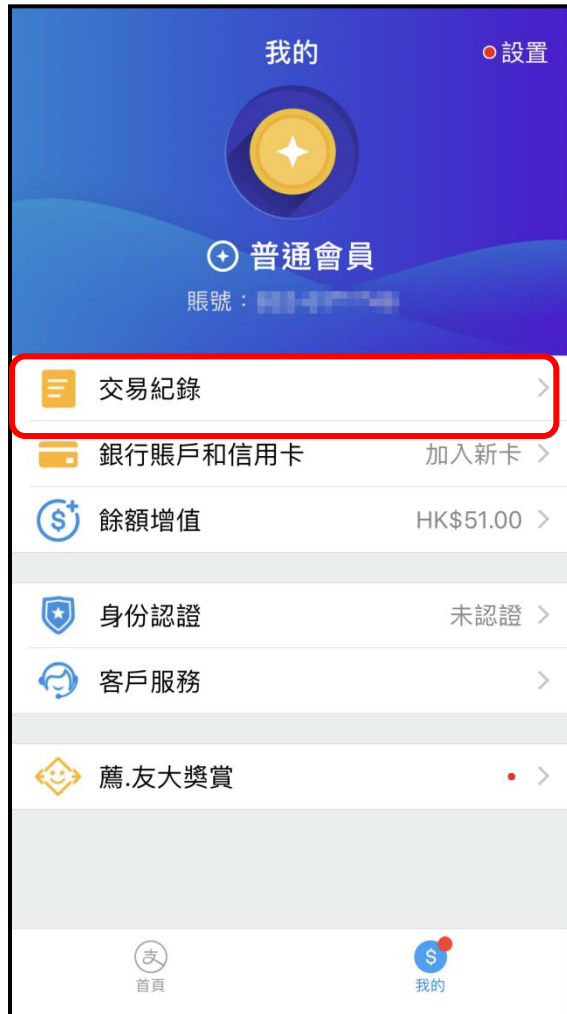 我的
設置
普通會員
賬號：
交易紀錄
銀行賬戶和信用卡 加入新卡
餘額增值 HK$51.00
身份認證 未認證
客戶服務
薦.友大獎賞
支 $
首頁 我的